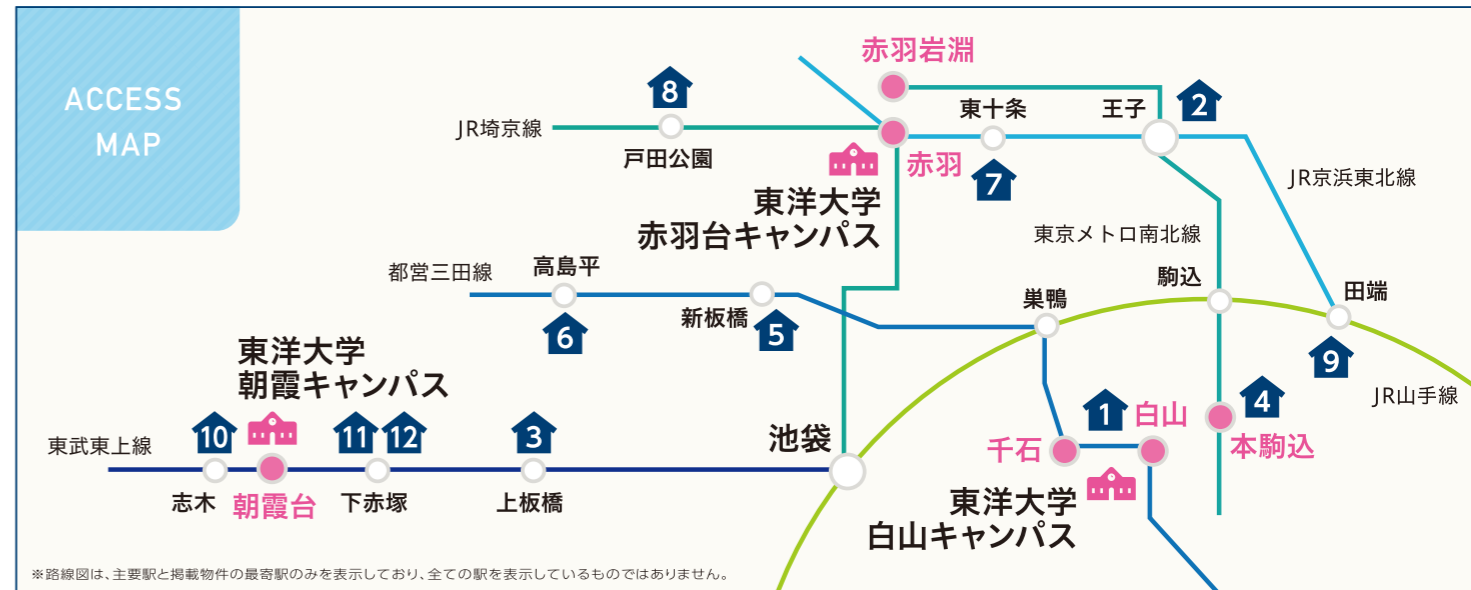 ACCESS
MAP
赤羽岩淵
8
JR埼京線
戸田公園
東十条
王子
2
赤羽
7
JR京浜東北線
東洋大学
赤羽台キャンパス
東京メトロ南北線
都営三田線
高島平
6
新板橋
5
巣鴨
駒込
田端
9
JR山手線
東洋大学
朝霞キャンパス
東武東上線
10
11
12
3
志木
朝霞台
下赤塚
上板橋
池袋
1
白山
千石
4
本駒込
東洋大学
白山キャンパス
※路線図は、主要駅と掲載物件の最寄駅のみを表示しており、全ての駅を表示しているものではありません。